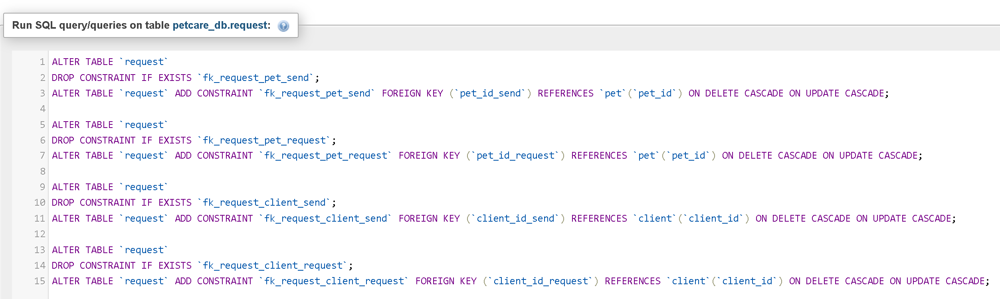 Run SQL query/queries on table petcare_db.request:
1 ALTER TABLE `request`
2 DROP CONSTRAINT IF EXISTS `fk_request_pet_send`;
3 ALTER TABLE `request` ADD CONSTRAINT `fk_request_pet_send` FOREIGN KEY (`pet_id_send`) REFERENCES `pet`(`pet_id`) ON DELETE CASCADE ON UPDATE CASCADE;
4
5 ALTER TABLE `request`
6 DROP CONSTRAINT IF EXISTS `fk_request_pet_request`;
7 ALTER TABLE `request` ADD CONSTRAINT `fk_request_pet_request` FOREIGN KEY (`pet_id_request`) REFERENCES `pet`(`pet_id`) ON DELETE CASCADE ON UPDATE CASCADE;
8
9 ALTER TABLE `request`
10 DROP CONSTRAINT IF EXISTS `fk_request_client_send`;
11 ALTER TABLE `request` ADD CONSTRAINT `fk_request_client_send` FOREIGN KEY (`client_id_send`) REFERENCES `client`(`client_id`) ON DELETE CASCADE ON UPDATE CASCADE;
12
13 ALTER TABLE `request`
14 DROP CONSTRAINT IF EXISTS `fk_request_client_request`;
15 ALTER TABLE `request` ADD CONSTRAINT `fk_request_client_request` FOREIGN KEY (`client_id_request`) REFERENCES `client`(`client_id`) ON DELETE CASCADE ON UPDATE CASCADE;